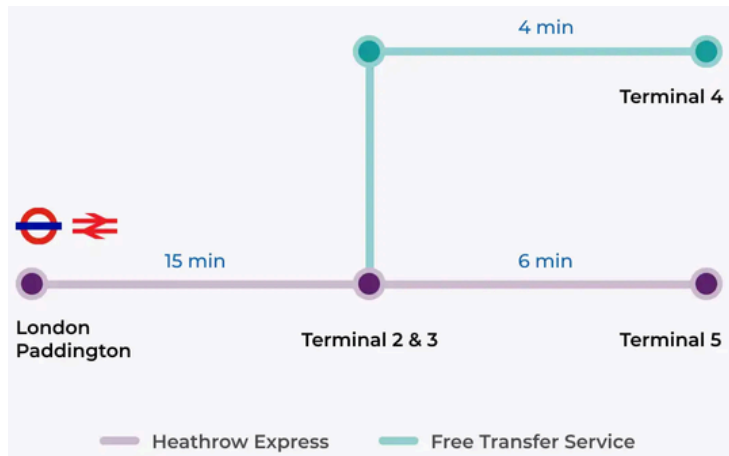 4 min
Terminal 4
15 min
6 min
London
Paddington
Terminal 2 & 3
Terminal 5
Heathrow Express
Free Transfer Service